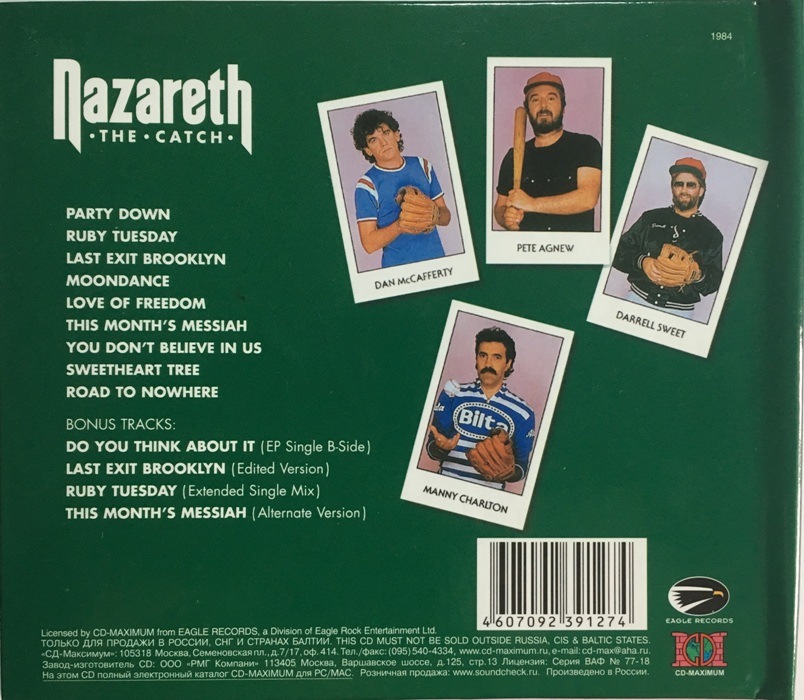 1984
Nazareth
·THE·CATCH·
PARTY DOWN
RUBY TUESDAY
LAST EXIT BROOKLYN
MOONDANCE
LOVE OF FREEDOM
THIS MONTH'S MESSIAH
YOU DON'T BELIEVE IN US
SWEETHEART TREE
ROAD TO NOWHERE
BONUS TRACKS:
DO YOU THINK ABOUT IT (EP Single B-Side)
LAST EXIT BROOKLYN (Edited Version)
RUBY TUESDAY (Extended Single Mix)
THIS MONTH'S MESSIAH (Alternate Version)
DAN McCAFFERTY
PETE AGNEW
DARRELL SWEET
Bilt
MANNY CHARLTON
4 607092 391274
EAGLE RECORDS
CD-MAXIMUM
Licensed by CD-MAXIMUM from EAGLE RECORDS, a Division of Eagle Rock Entertainment Ltd.
ТОЛЬКО ДЛЯ ПРОДАЖИ В РОССИИ, СНГ И СТРАНАХ БАЛТИИ. THIS CD MUST NOT BE SOLD OUTSIDE RUSSIA, CIS & BALTIC STATES.
«СД-Максимум»: 105318 Москва, Семеновская пл., д.7/17, оф. 414. Тел./факс: (095) 540-4334, www.cd-maximum.ru, e-mail: cd-max@aha.ru.
Завод-изготовитель CD: ООО «РМГ Компани» 113405 Москва, Варшавское шоссе, д.125, стр.13 Лицензия: Серия ВАФ № 77-18
На этом CD полный электронный каталог CD-MAXIMUM для PC/MAC. Розничная продажа: www.soundcheck.ru. Произведено в России.